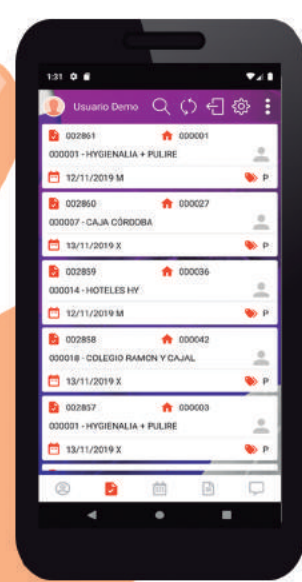 1:31
Usuario Demo
002861 000001
000001 - HYGIENALIA + PULIRE
12/11/2019 M P
002860 000027
000007 - CAJA CÓRDOBA
13/11/2019 X P
002859 000036
000014 - HOTELES HY
12/11/2019 M P
002858 000042
000018 - COLEGIO RAMON Y CAJAL
13/11/2019 X P
002857 000003
000001 - HYGIENALIA + PULIRE
13/11/2019 X P